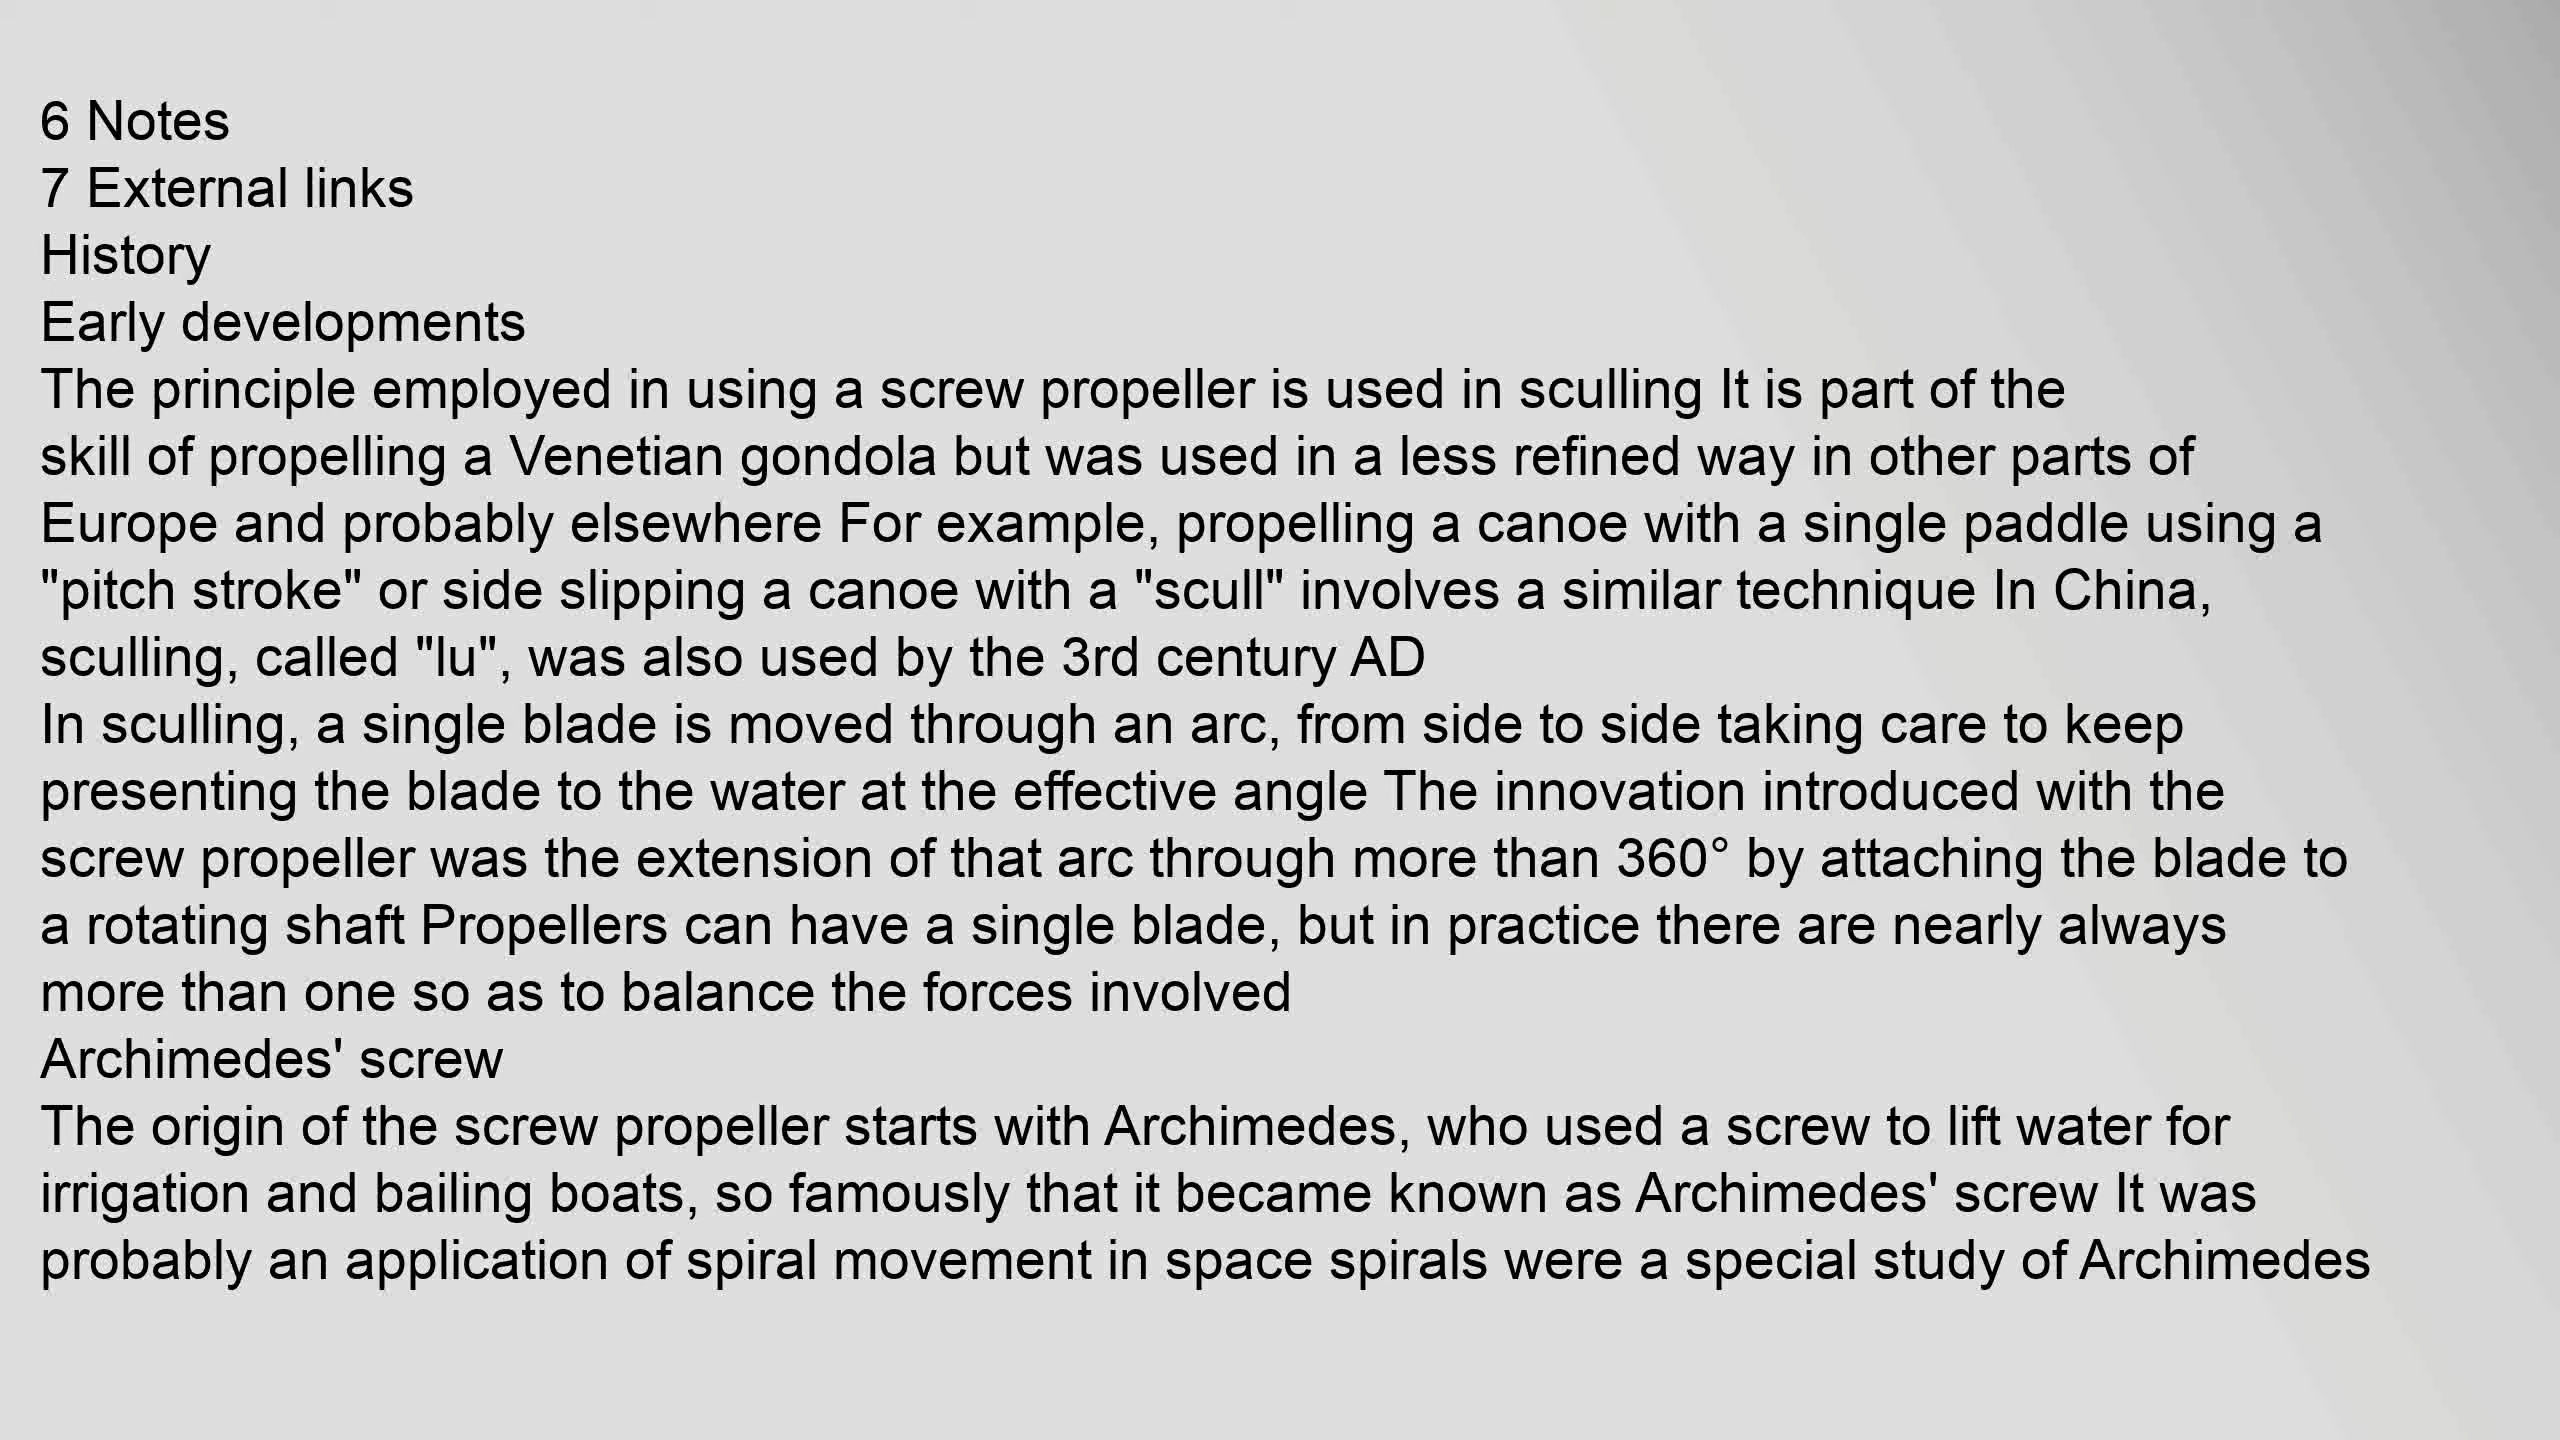 6 Notes
7 External links
History
Early developments
The principle employed in using a screw propeller is used in sculling It is part of the
skill of propelling a Venetian gondola but was used in a less refined way in other parts of
Europe and probably elsewhere For example, propelling a canoe with a single paddle using a
"pitch stroke" or side slipping a canoe with a "scull" involves a similar technique In China,
sculling, called "lu", was also used by the 3rd century AD
In sculling, a single blade is moved through an arc, from side to side taking care to keep
presenting the blade to the water at the effective angle The innovation introduced with the
screw propeller was the extension of that arc through more than 360° by attaching the blade to
a rotating shaft Propellers can have a single blade, but in practice there are nearly always
more than one so as to balance the forces involved
Archimedes' screw
The origin of the screw propeller starts with Archimedes, who used a screw to lift water for
irrigation and bailing boats, so famously that it became known as Archimedes' screw It was
probably an application of spiral movement in space spirals were a special study of Archimedes